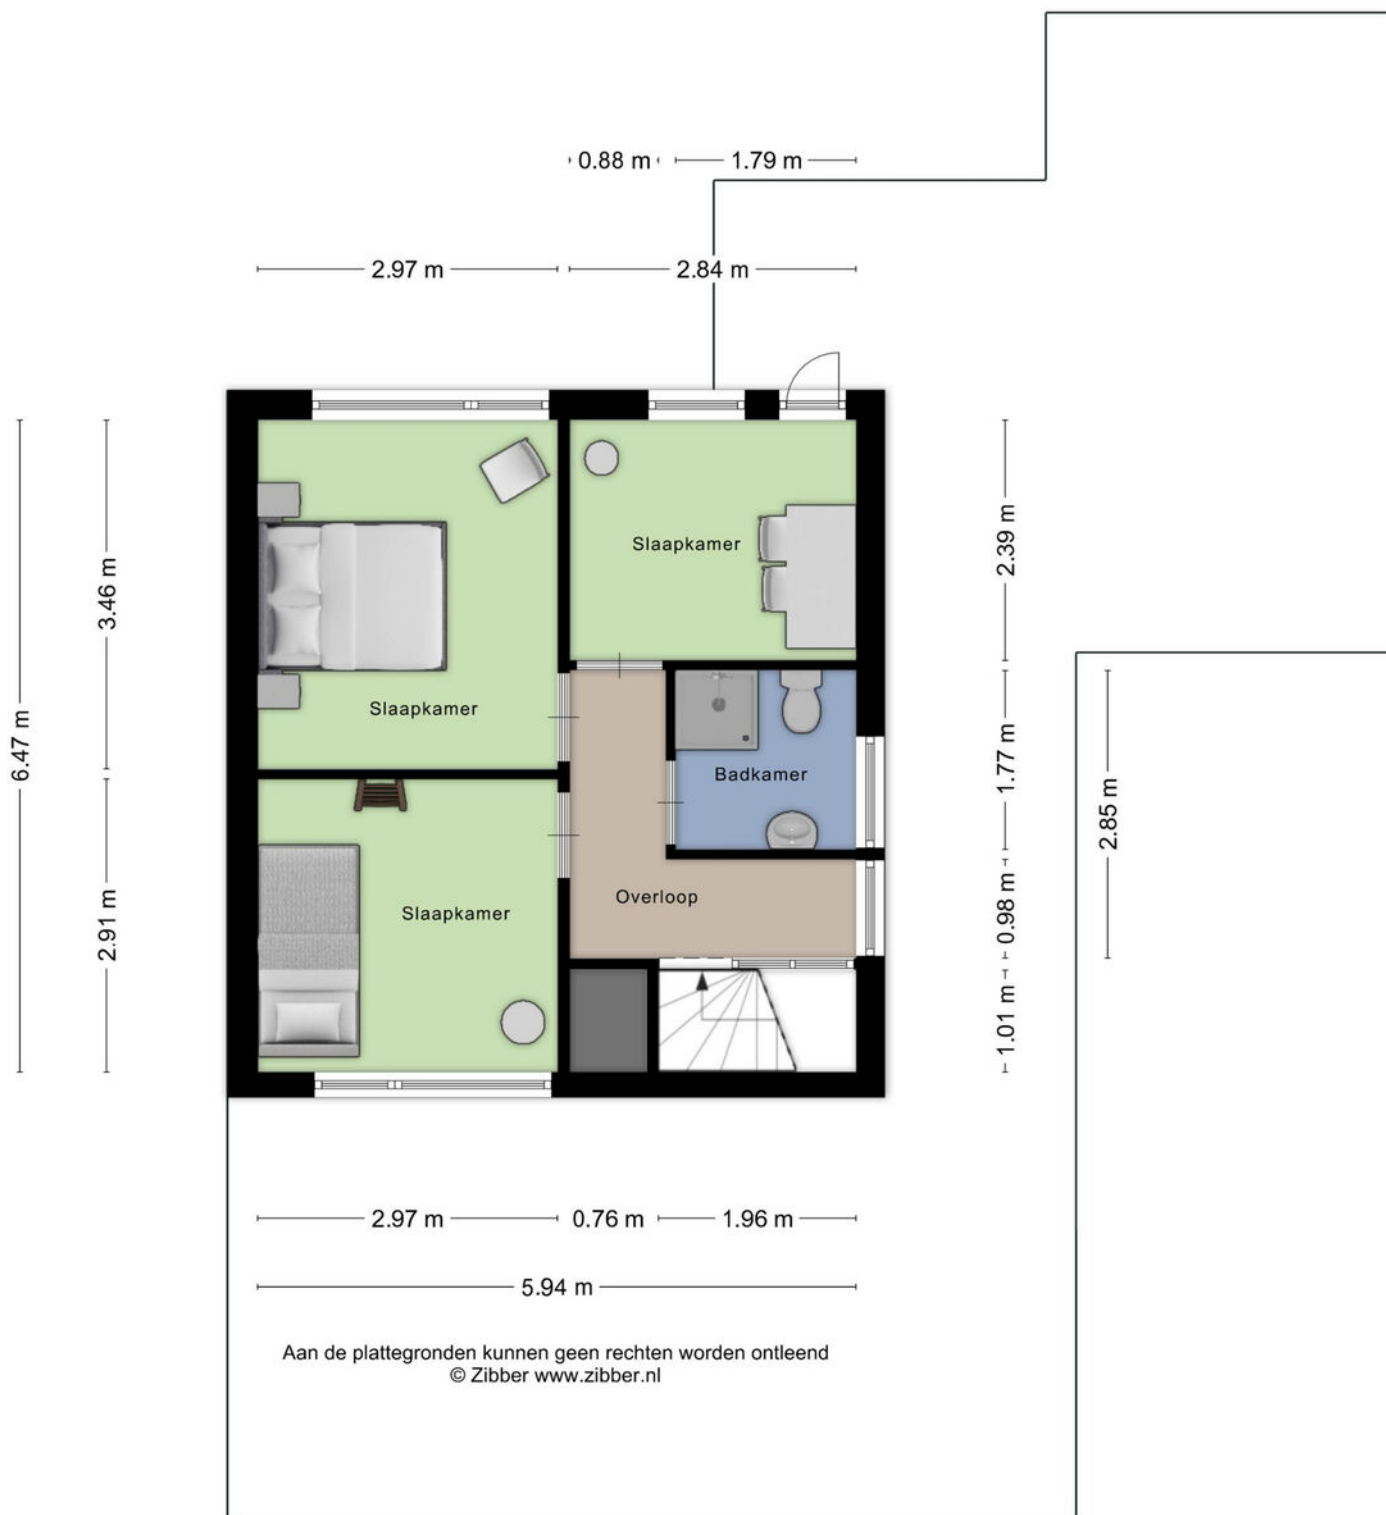 0.88 m
1.79 m
2.97 m
2.84 m
6.47 m
3.46 m
2.91 m
Slaapkamer
Slaapkamer
Badkamer
Overloop
Slaapkamer
2.39 m
1.77 m
0.98 m
1.01 m
2.85 m
2.97 m
0.76 m
1.96 m
5.94 m
Aan de plattegronden kunnen geen rechten worden ontleend
© Zibber www.zibber.nl